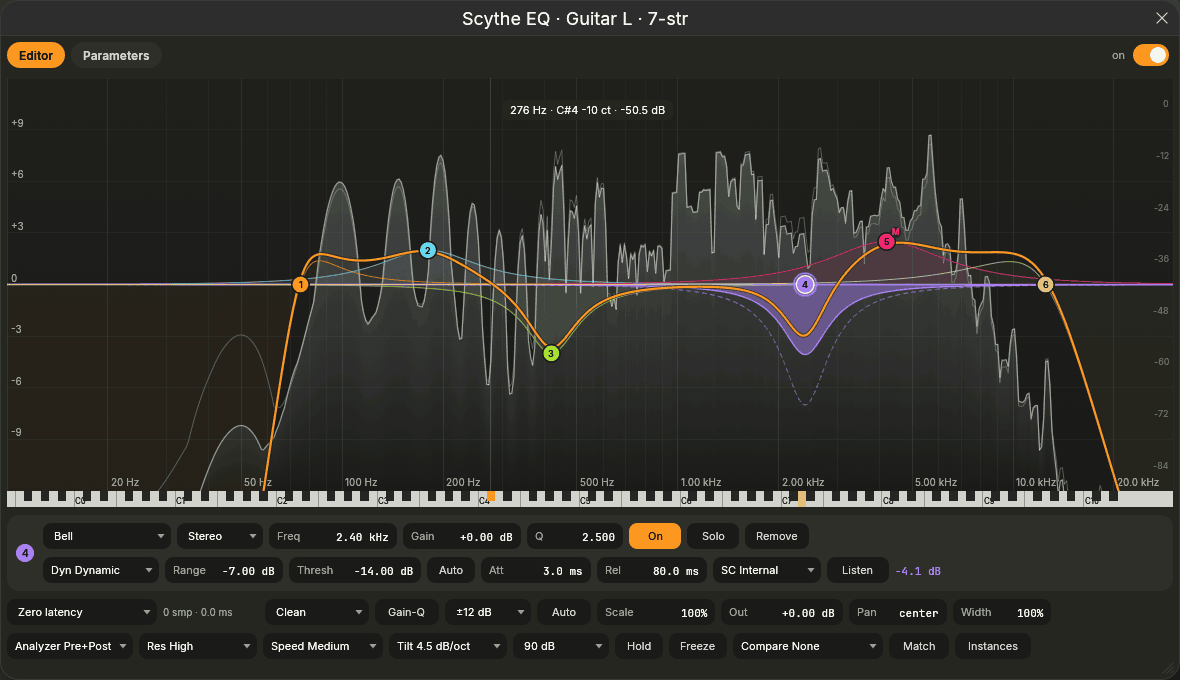 Scythe EQ · Guitar L · 7-str
Editor Parameters on
276 Hz · C#4 -10 ct · -50.5 dB
0
+9
-12
+6
-24
+3
M
5
2
-36
0
1
4
6
-48
-3
3
-60
-6
-72
-9
-84
20 Hz 50 Hz 100 Hz 200 Hz 500 Hz 1.00 kHz 2.00 kHz 5.00 kHz 10.0 kHz 20.0 kHz
C0 C1 C2 C3 C4 C5 C6 C7 C8 C9 C10
4
Bell Stereo Freq 2.40 kHz Gain +0.00 dB Q 2.500 On Solo Remove
Dyn Dynamic Range -7.00 dB Thresh -14.00 dB Auto Att 3.0 ms Rel 80.0 ms SC Internal Listen -4.1 dB
Zero latency 0 smp · 0.0 ms Clean Gain-Q ±12 dB Auto Scale 100% Out +0.00 dB Pan center Width 100%
Analyzer Pre+Post Res High Speed Medium Tilt 4.5 dB/oct 90 dB Hold Freeze Compare None Match Instances